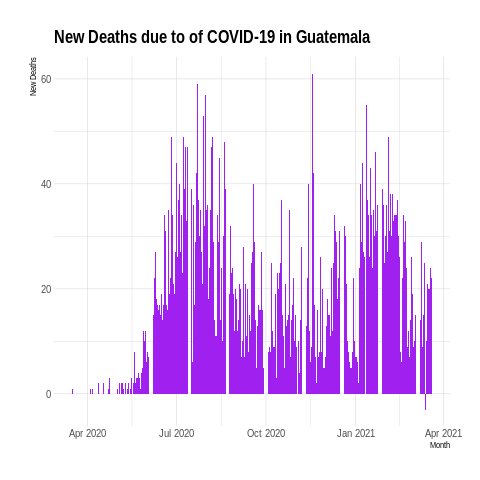 New Deaths due to of COVID-19 in Guatemala
New Deaths
60
40
20
0
Apr 2020
Jul 2020
Oct 2020
Jan 2021
Apr 2021
Month